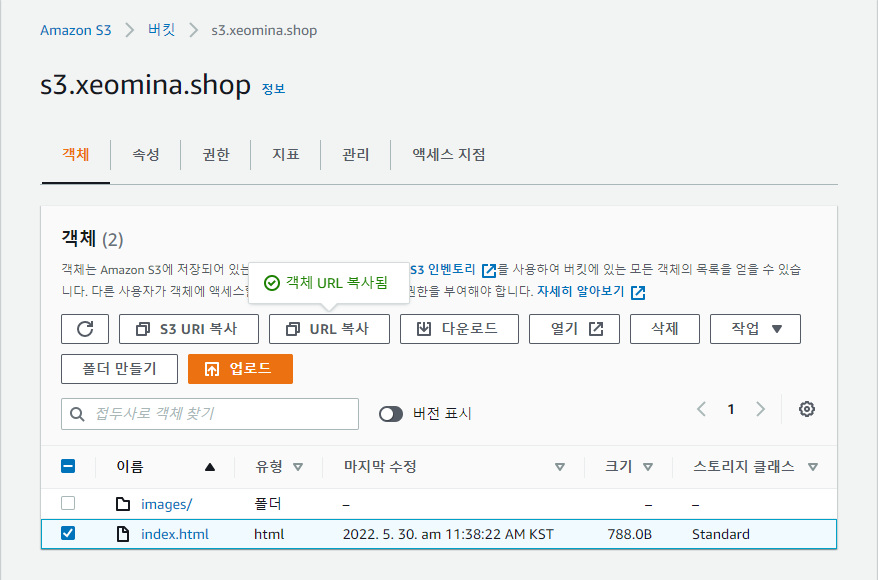 Amazon S3 > 버킷 > s3.xeomina.shop
s3.xeomina.shop 정보
객체 속성 권한 지표 관리 액세스 지점
객체 (2)
객체는 Amazon S3에 저장되어 있는 S3 인벤토리 를 사용하여 버킷에 있는 모든 객체의 목록을 얻을 수 있습
객체 URL 복사됨
니다. 다른 사용자가 객체에 액세스할 권한을 부여해야 합니다. 자세히 알아보기
S3 URI 복사 URL 복사 다운로드 열기 삭제 작업 ▼
폴더 만들기 업로드
접두사로 객체 찾기 버전 표시 < 1 >
이름 ▲ 유형 ▽ 마지막 수정 ▽ 크기 ▽ 스토리지 클래스 ▽
images/ 폴더 – – –
index.html html 2022. 5. 30. am 11:38:22 AM KST 788.0B Standard